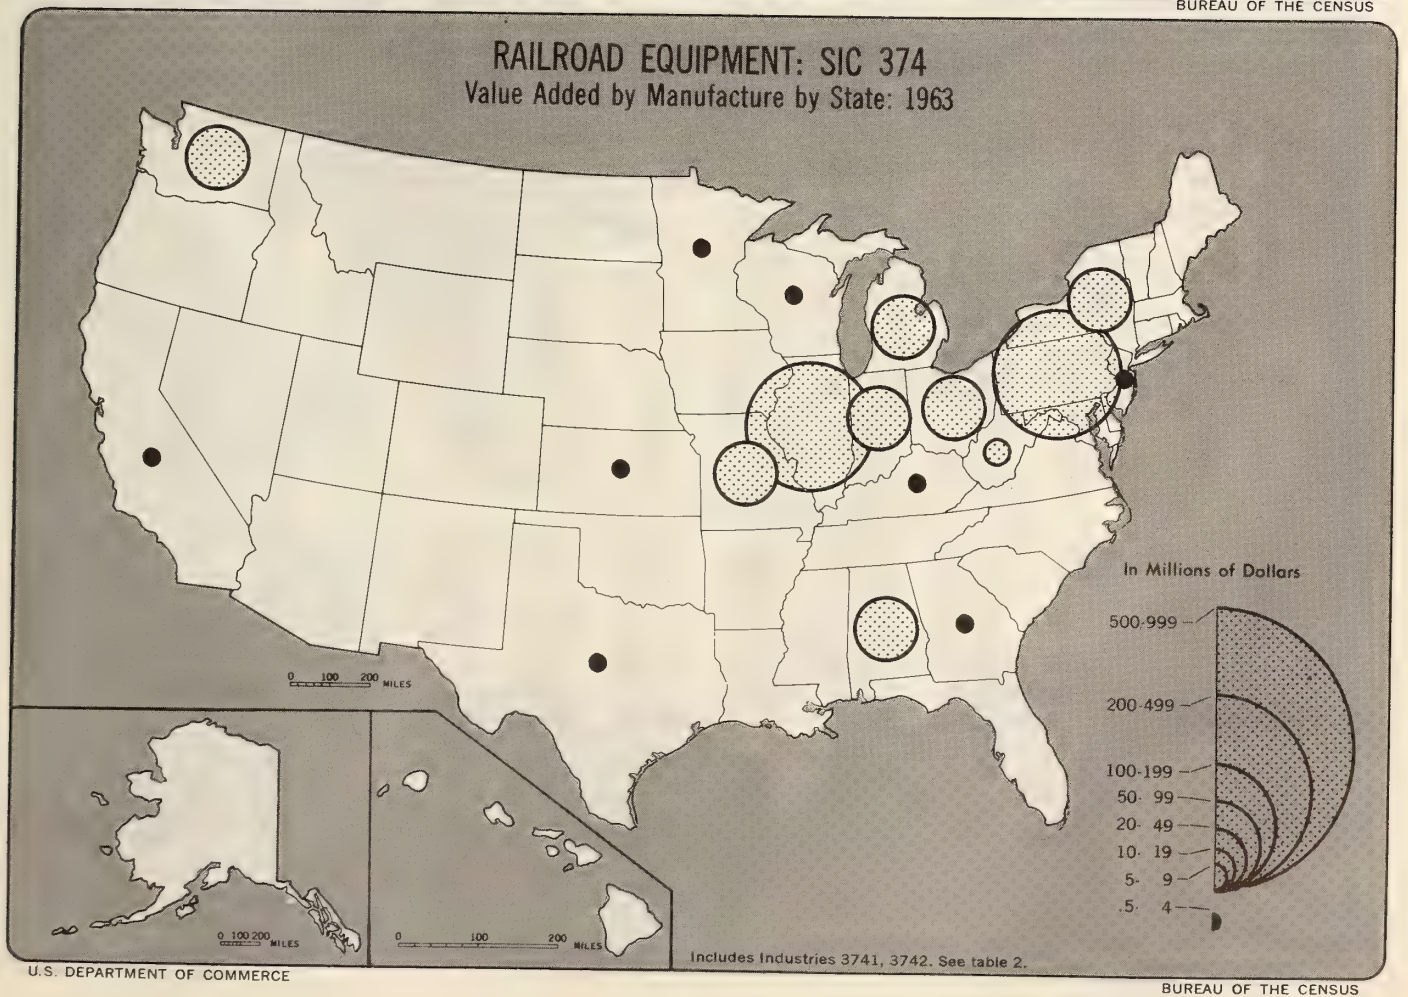 BUREAU OF THE CENSUS
RAILROAD EQUIPMENT: SIC 374
Value Added by Manufacture by State: 1963
In Millions of Dollars
500-999
200-499
100-199
50- 99
20- 49
10- 19
5- 9
.5- 4
0 100 200 MILES
0 100 200 MILES
0 100 200 MILES
Includes Industries 3741, 3742. See table 2.
U.S. DEPARTMENT OF COMMERCE
BUREAU OF THE CENSUS